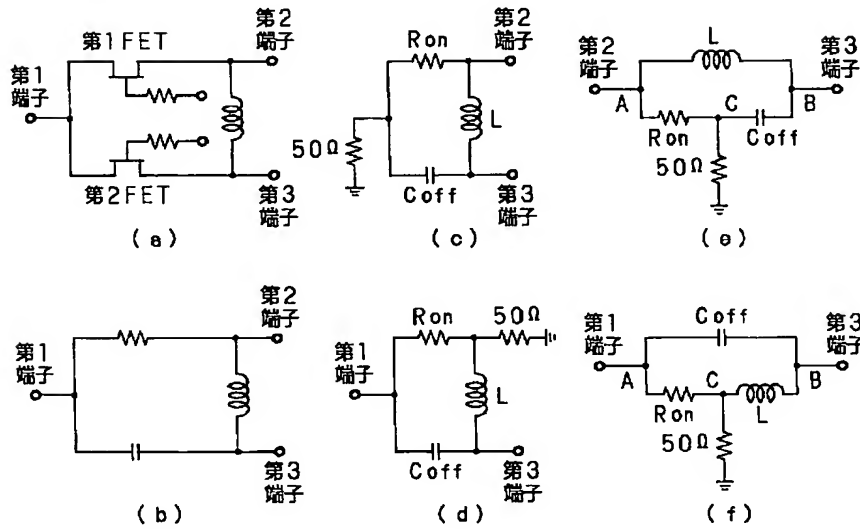 第1FET
第2
端子
第1
端子
第2FET
第3
端子
(a)
Ron
第2
端子
50Ω
L
Coff
第3
端子
(c)
第2
端子
L
第3
端子
A
C
B
Ron
Coff
50Ω
(e)
第2
端子
第1
端子
第3
端子
(b)
Ron
50Ω
第1
端子
L
Coff
第3
端子
(d)
第1
端子
Coff
第3
端子
A
C
B
Ron
L
50Ω
(f)